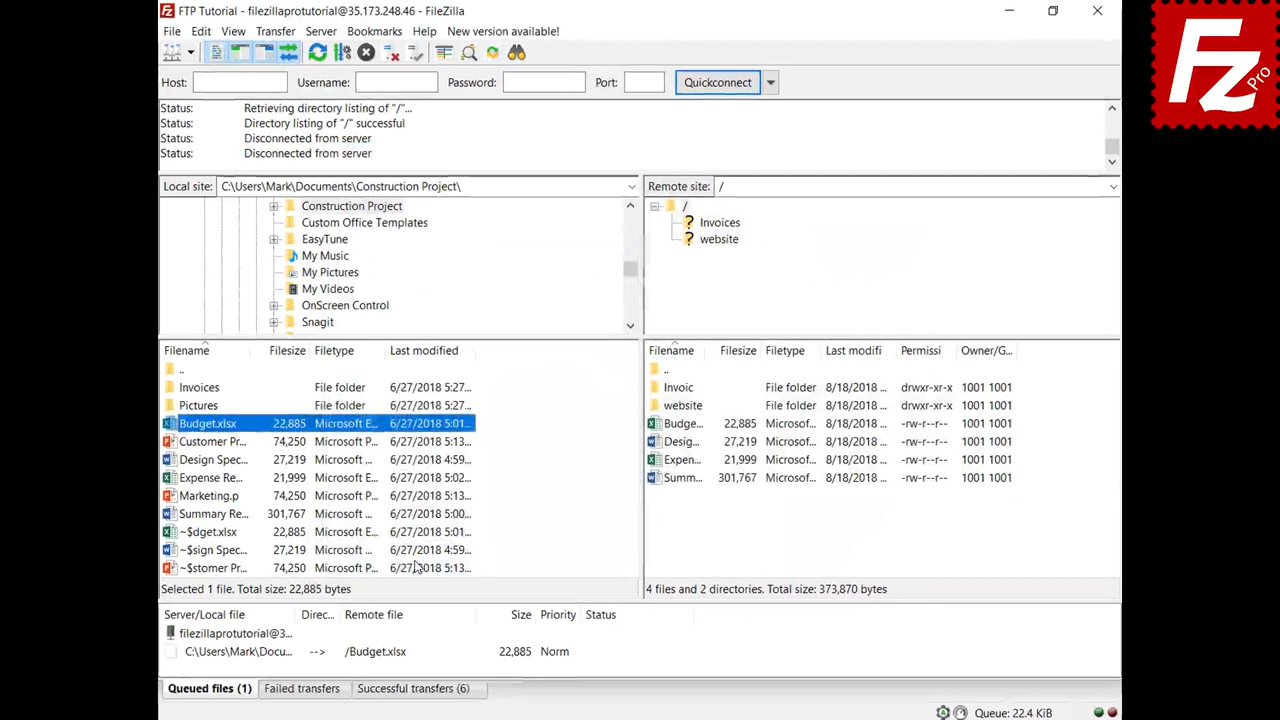 FTP Tutorial - filezillaprotutorial@35.173.248.46 - FileZilla
File Edit View Transfer Server Bookmarks Help New version available!
Host: Username: Password: Port: Quickconnect
Status: Retrieving directory listing of "/"...
Status: Directory listing of "/" successful
Status: Disconnected from server
Status: Disconnected from server
Local site: C:\Users\Mark\Documents\Construction Project\
Construction Project
Custom Office Templates
EasyTune
My Music
My Pictures
My Videos
OnScreen Control
Snagit
Remote site: /
/
Invoices
website
Filename Filesize Filetype Last modified
..
Invoices File folder 6/27/2018 5:27...
Pictures File folder 6/27/2018 5:27...
Budget.xlsx 22,885 Microsoft E... 6/27/2018 5:01...
Customer Pr... 74,250 Microsoft P... 6/27/2018 5:13...
Design Spec... 27,219 Microsoft ... 6/27/2018 4:59...
Expense Re... 21,999 Microsoft E... 6/27/2018 5:02...
Marketing.p 74,250 Microsoft P... 6/27/2018 5:13...
Summary Re... 301,767 Microsoft ... 6/27/2018 5:00...
~$dget.xlsx 22,885 Microsoft E... 6/27/2018 5:01...
~$sign Spec... 27,219 Microsoft ... 6/27/2018 4:59...
~$stomer Pr... 74,250 Microsoft P... 6/27/2018 5:13...
Selected 1 file. Total size: 22,885 bytes
Filename Filesize Filetype Last modifi Permissi Owner/G...
..
Invoic File folder 8/18/2018 ... drwxr-xr-x 1001 1001
website File folder 8/18/2018 ... drwxr-xr-x 1001 1001
Budge... 22,885 Microsof... 8/18/2018 ... -rw-r--r-- 1001 1001
Desig... 27,219 Microsof... 8/18/2018 ... -rw-r--r-- 1001 1001
Expen... 21,999 Microsof... 8/18/2018 ... -rw-r--r-- 1001 1001
Summ... 301,767 Microsof... 8/18/2018 ... -rw-r--r-- 1001 1001
4 files and 2 directories. Total size: 373,870 bytes
Server/Local file Direc... Remote file Size Priority Status
filezillaprotutorial@3...
C:\Users\Mark\Docu... --> /Budget.xlsx 22,885 Norm
Queued files (1) Failed transfers Successful transfers (6)
Queue: 22.4 KiB
Fz Pro